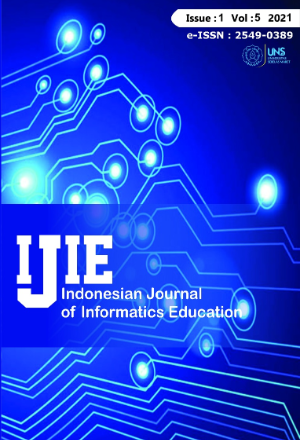 Issue : 1 Vol : 5 2021
e-ISSN : 2549-0389
UNS
IJIE
Indonesian Journal
of Informatics Education